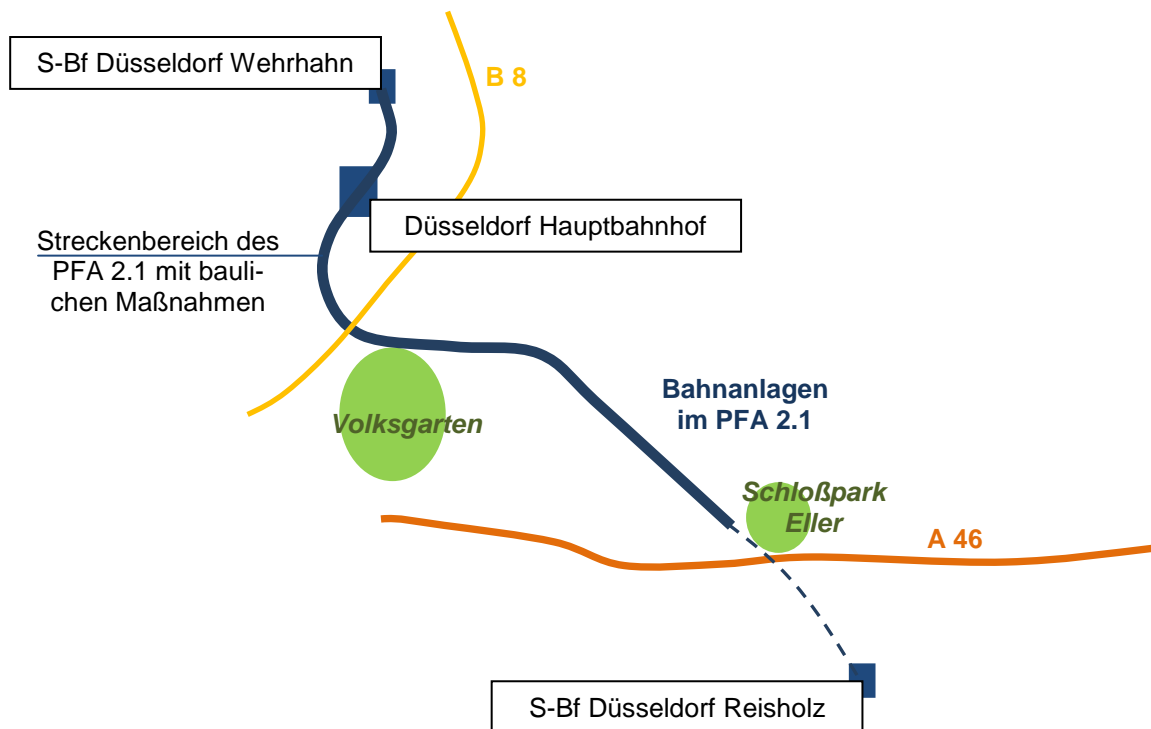 S-Bf Düsseldorf Wehrhahn
B 8
Düsseldorf Hauptbahnhof
Streckenbereich des
PFA 2.1 mit bauli-
chen Maßnahmen
Bahnanlagen
im PFA 2.1
Volksgarten
Schloßpark
Eller
A 46
S-Bf Düsseldorf Reisholz